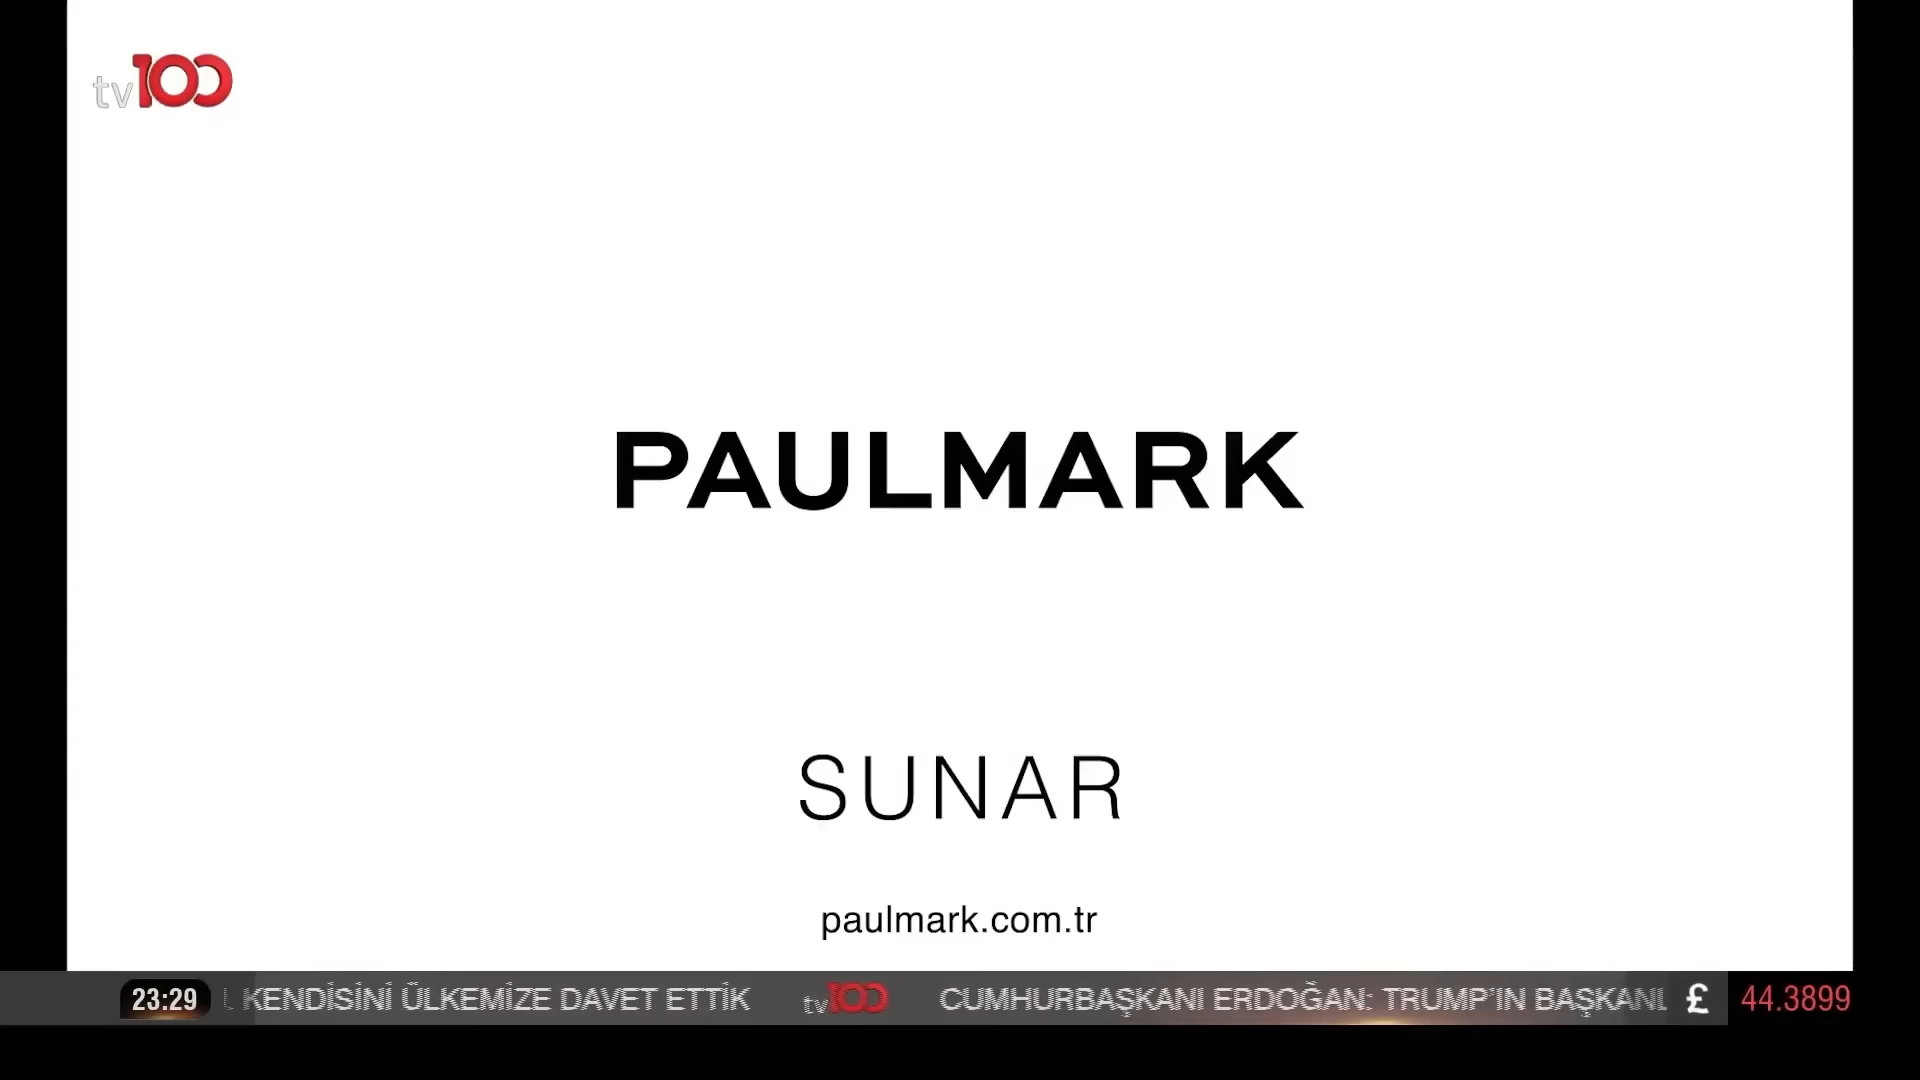 tv100
PAULMARK
SUNAR
paulmark.com.tr
23:29 KENDİSİNİ ÜLKEMİZE DAVET ETTİK tv100 CUMHURBAŞKANI ERDOĞAN: TRUMP'IN £ 44.3899